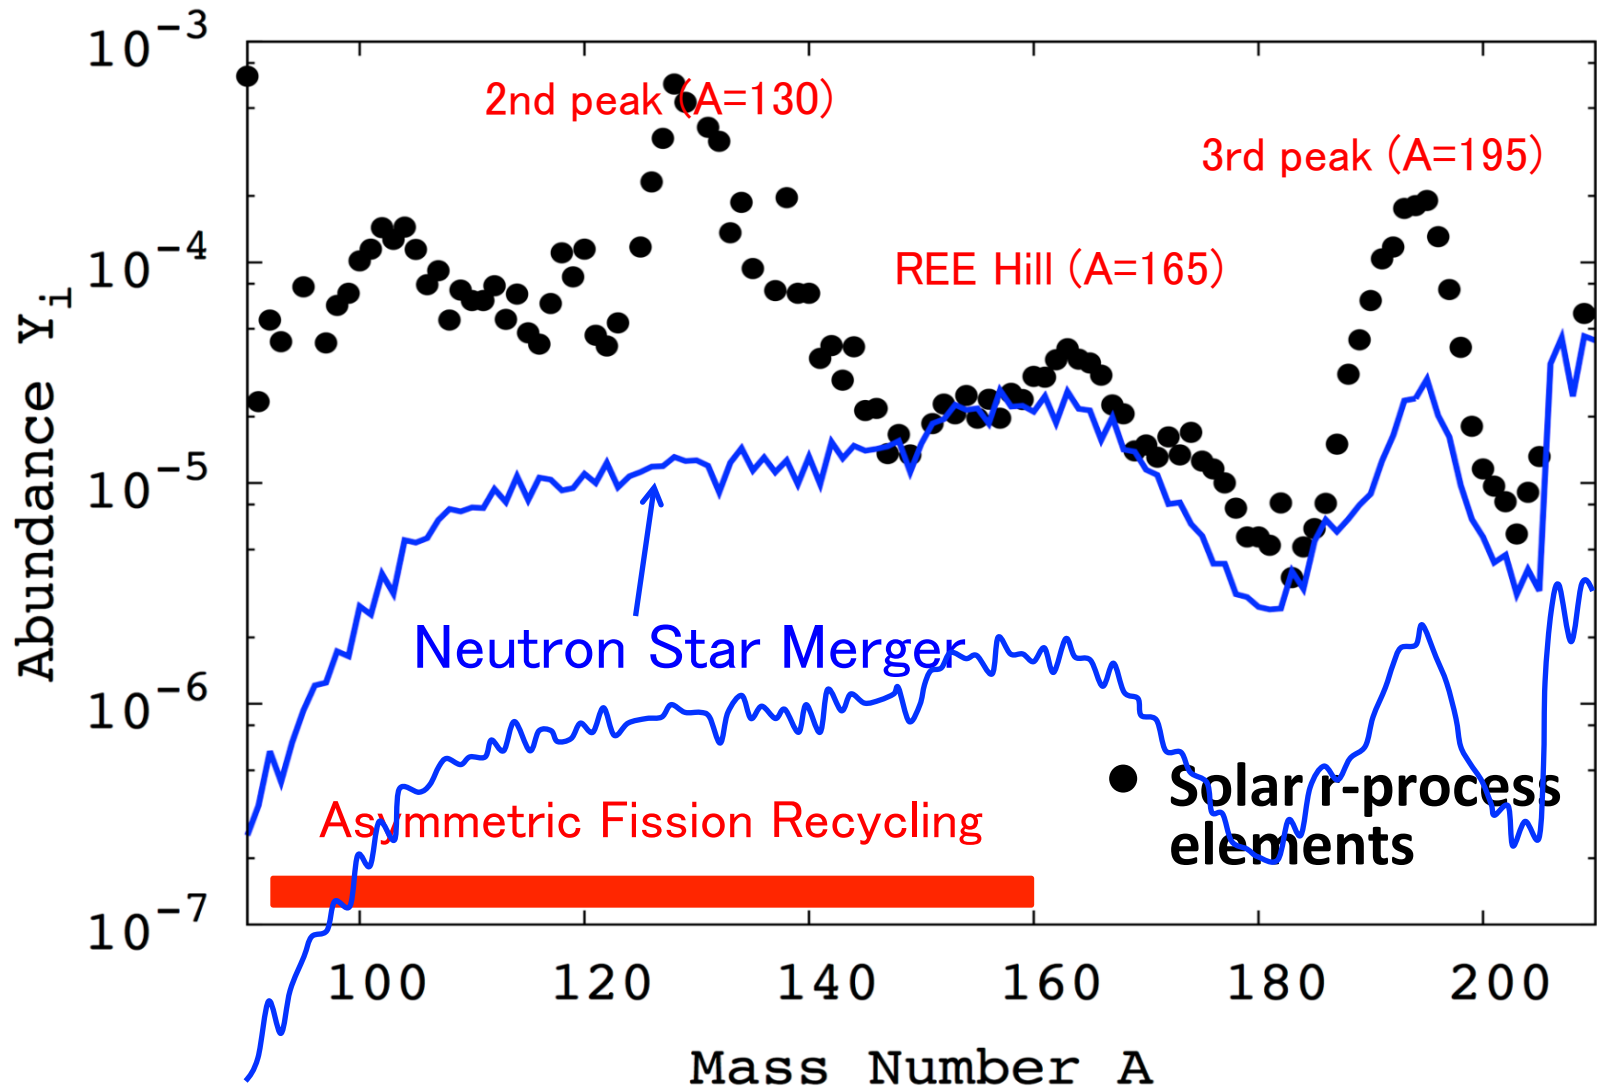 10⁻³
2nd peak (A=130)
3rd peak (A=195)
10⁻⁴
REE Hill (A=165)
Abundance Yᵢ
10⁻⁵
Neutron Star Merger
10⁻⁶
Solar r-process
elements
Asymmetric Fission Recycling
10⁻⁷
100 120 140 160 180 200
Mass Number A